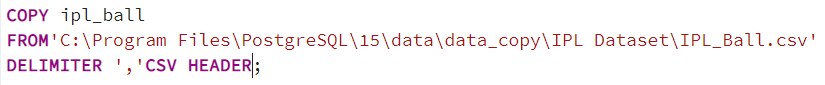 COPY ipl_ball
FROM'C:\Program Files\PostgreSQL\15\data\data_copy\IPL Dataset\IPL_Ball.csv'
DELIMITER ','CSV HEADER;